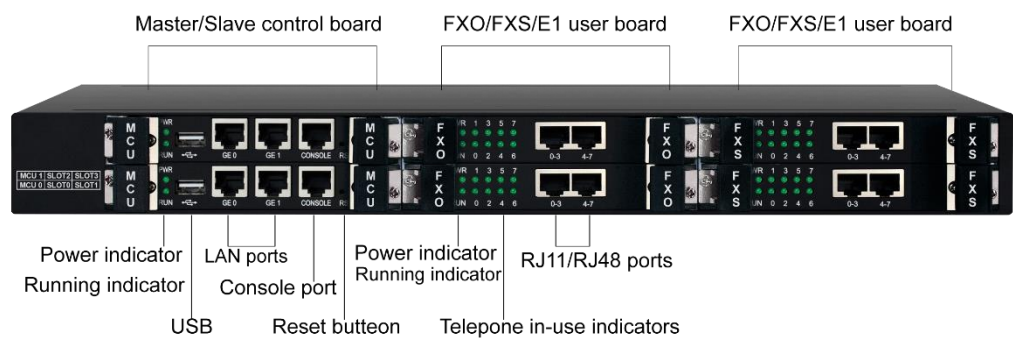 Master/Slave control board FXO/FXS/E1 user board FXO/FXS/E1 user board
MCU PWR MCU FXO 1 3 5 7 FXO FXS 1 3 5 7 FXS
RUN GE 0 GE 1 CONSOLE 0 2 4 6 0-3 4-7 0 2 4 6 0-3 4-7
MCU 1 SLOT2 SLOT3
MCU 0 SLOT0 SLOT1
MCU PWR MCU FXO 1 3 5 7 FXO FXS 1 3 5 7 FXS
RUN GE 0 GE 1 CONSOLE 0 2 4 6 0-3 4-7 0 2 4 6 0-3 4-7
Power indicator LAN ports Power indicator RJ11/RJ48 ports
Running indicator Console port Running indicator
USB Reset butteon Telepone in-use indicators